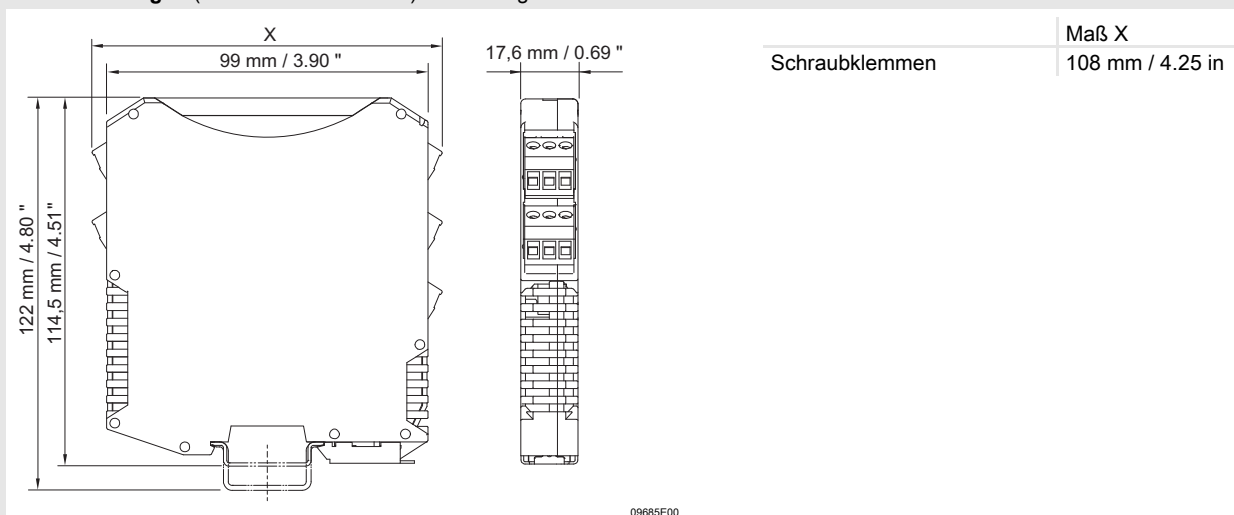 X
99 mm / 3.90 "
17,6 mm / 0.69 "
122 mm / 4.80 "
114,5 mm / 4.51"
Maß X
Schraubklemmen 108 mm / 4.25 in
09685E00